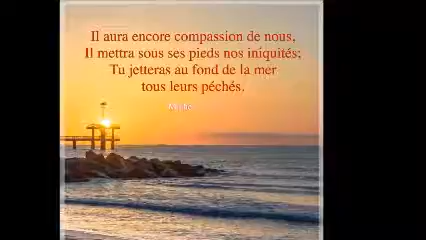 Il aura encore compassion de nous,
Il mettra sous ses pieds nos iniquités;
Tu jetteras au fond de la mer
tous leurs péchés.